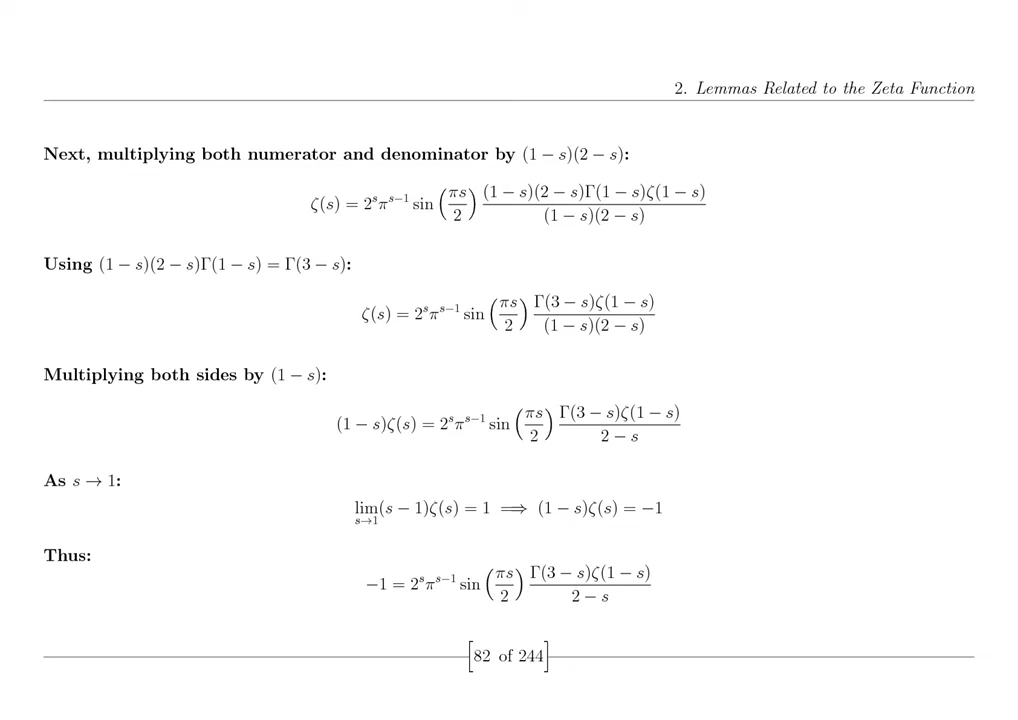 2. Lemmas Related to the Zeta Function
Next, multiplying both numerator and denominator by (1 − s)(2 − s):
ζ(s) = 2^s π^{s−1} sin(πs/2) (1 − s)(2 − s)Γ(1 − s)ζ(1 − s) / (1 − s)(2 − s)
Using (1 − s)(2 − s)Γ(1 − s) = Γ(3 − s):
ζ(s) = 2^s π^{s−1} sin(πs/2) Γ(3 − s)ζ(1 − s) / (1 − s)(2 − s)
Multiplying both sides by (1 − s):
(1 − s)ζ(s) = 2^s π^{s−1} sin(πs/2) Γ(3 − s)ζ(1 − s) / 2 − s
As s → 1:
lim_{s→1}(s − 1)ζ(s) = 1 ⟹ (1 − s)ζ(s) = −1
Thus:
−1 = 2^s π^{s−1} sin(πs/2) Γ(3 − s)ζ(1 − s) / 2 − s
[82 of 244]